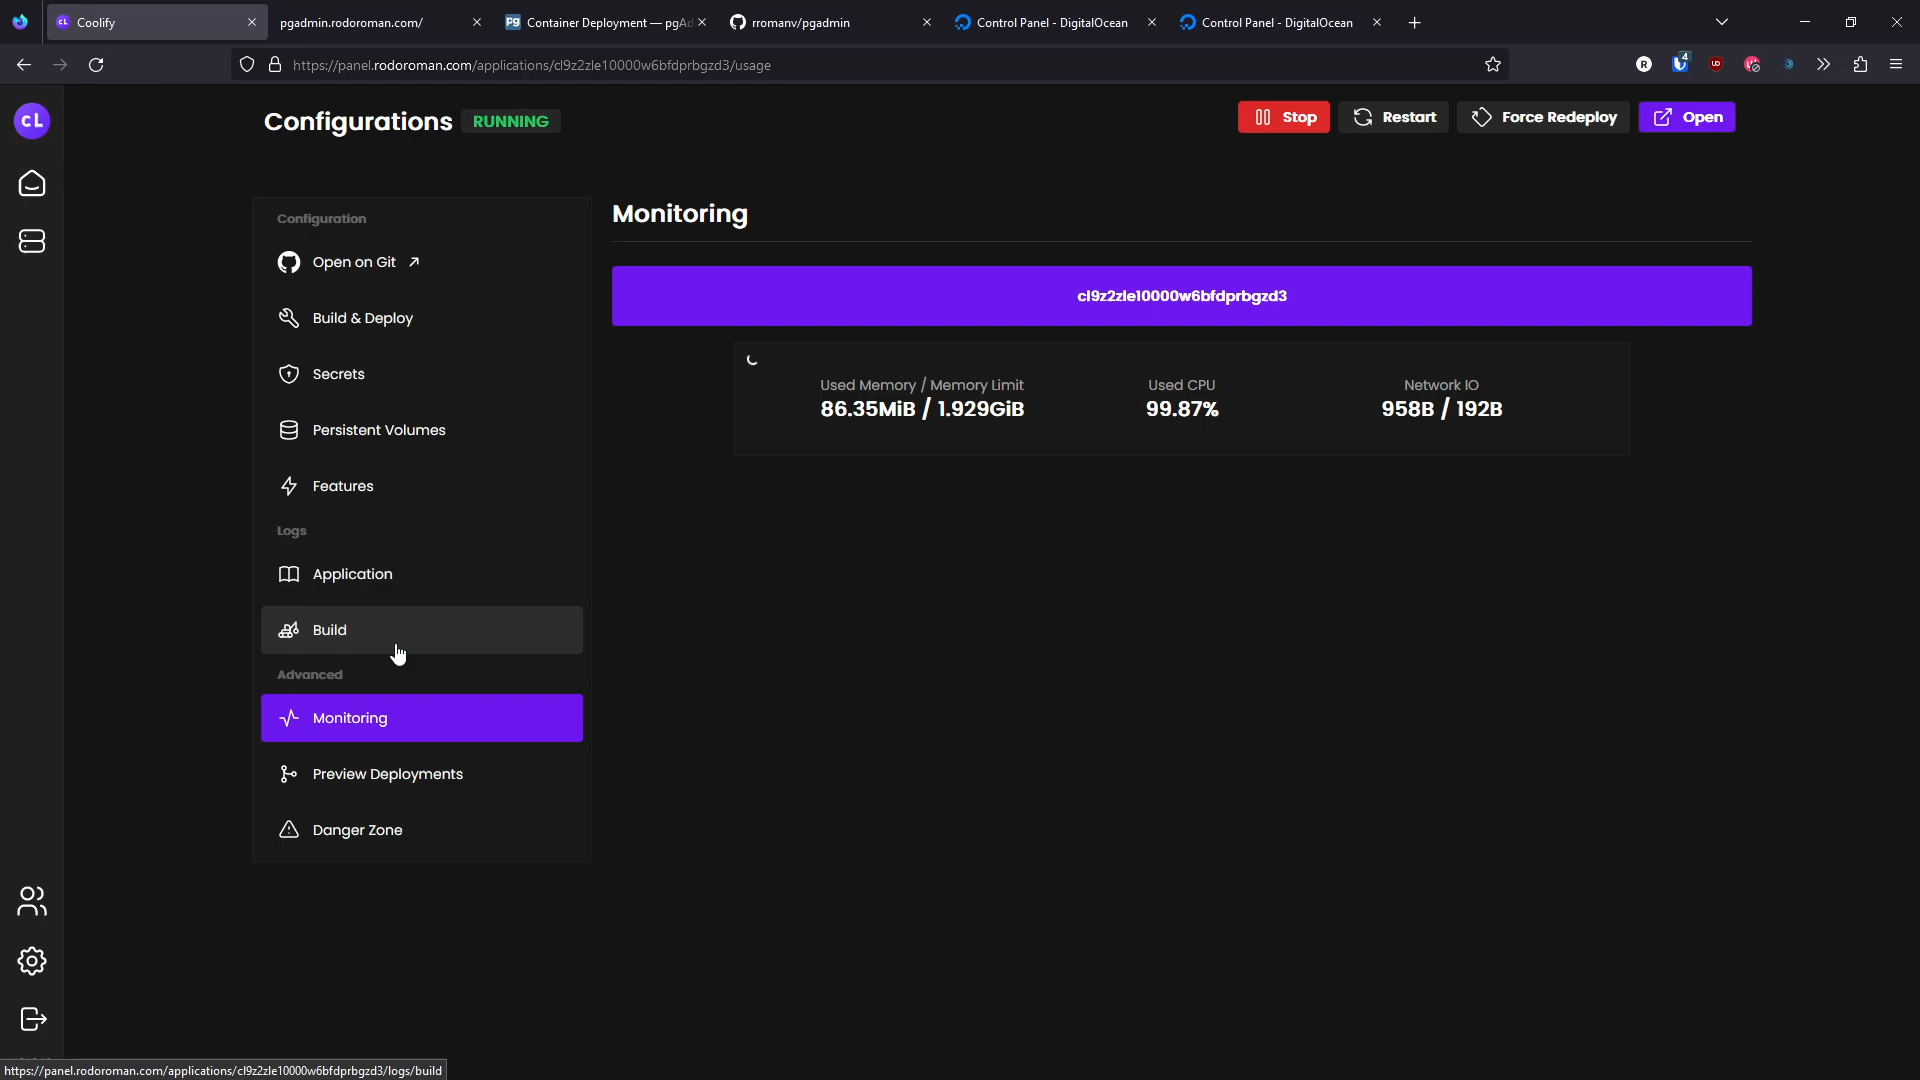 Coolify
pgadmin.rodoroman.com/
Container Deployment — pgAd
rromanv/pgadmin
Control Panel - DigitalOcean
Control Panel - DigitalOcean
https://panel.rodoroman.com/applications/cl9z2zle10000w6bfdprbgzd3/usage
R
4
CL
Configurations RUNNING
Stop
Restart
Force Redeploy
Open
Configuration
Open on Git
Build & Deploy
Secrets
Persistent Volumes
Features
Logs
Application
Build
Advanced
Monitoring
Preview Deployments
Danger Zone
Monitoring
cl9z2zle10000w6bfdprbgzd3
Used Memory / Memory Limit
86.35MiB / 1.929GiB
Used CPU
99.87%
Network IO
958B / 192B
https://panel.rodoroman.com/applications/cl9z2zle10000w6bfdprbgzd3/logs/build